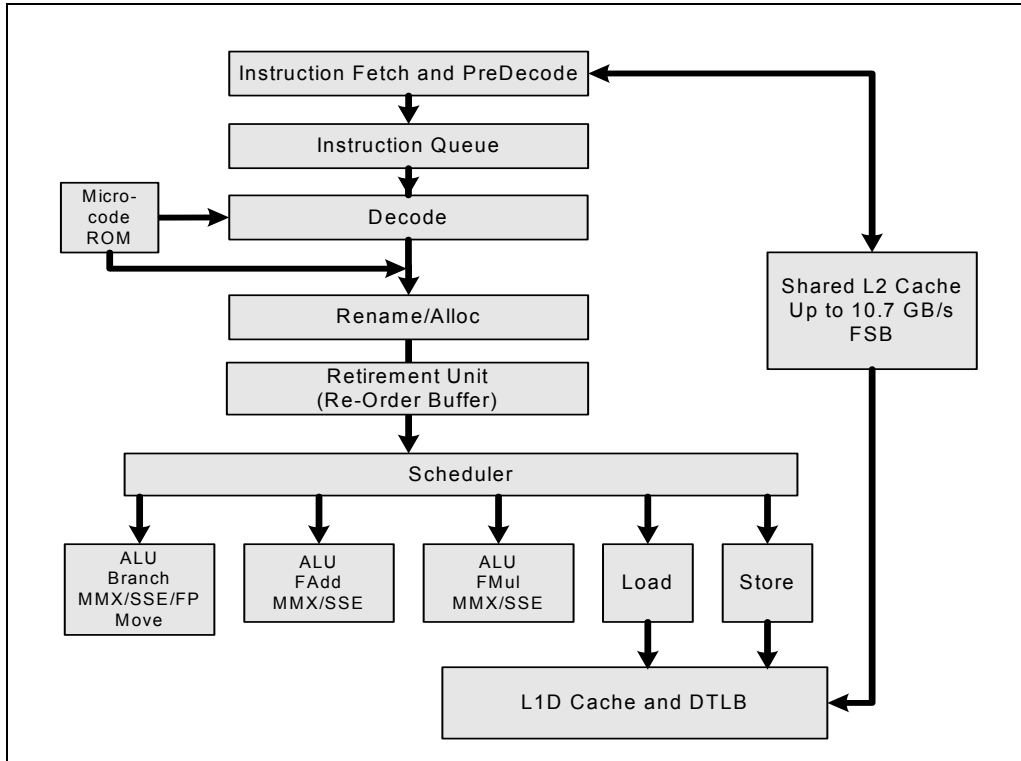 Instruction Fetch and PreDecode
Instruction Queue
Micro-
code
ROM
Decode
Shared L2 Cache
Up to 10.7 GB/s
FSB
Rename/Alloc
Retirement Unit
(Re-Order Buffer)
Scheduler
ALU
Branch
MMX/SSE/FP
Move
ALU
FAdd
MMX/SSE
ALU
FMul
MMX/SSE
Load
Store
L1D Cache and DTLB